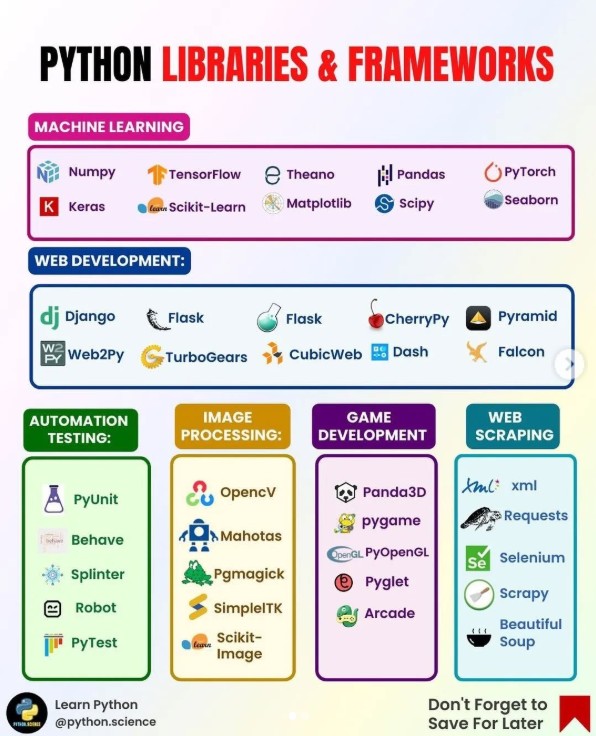 PYTHON LIBRARIES & FRAMEWORKS
MACHINE LEARNING
Numpy TensorFlow Theano Pandas PyTorch
K Keras learn Scikit-Learn Matplotlib Scipy Seaborn
WEB DEVELOPMENT:
dj Django Flask Flask CherryPy Pyramid
W2PY Web2Py TurboGears CubicWeb Dash Falcon
AUTOMATION
TESTING:
PyUnit
Behave
Splinter
Robot
PyTest
IMAGE
PROCESSING:
OpencV
Mahotas
Pgmagick
SimpleITK
learn Scikit-
Image
GAME
DEVELOPMENT
Panda3D
pygame
OpenGL PyOpenGL
Pyglet
Arcade
WEB
SCRAPING
xml xml
Requests
Se Selenium
Scrapy
Beautiful
Soup
PYTHON.SCIENCE
Learn Python
@python.science
Don't Forget to
Save For Later